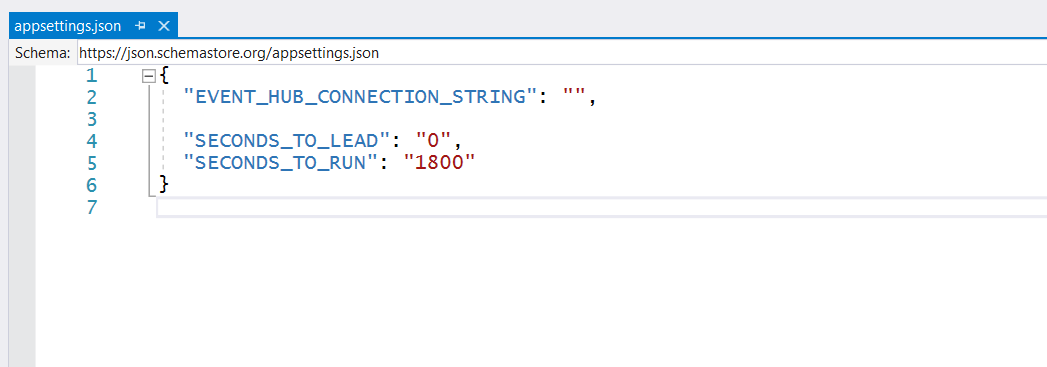 appsettings.json
Schema: https://json.schemastore.org/appsettings.json
1 {
2 "EVENT_HUB_CONNECTION_STRING": "",
3
4 "SECONDS_TO_LEAD": "0",
5 "SECONDS_TO_RUN": "1800"
6 }
7